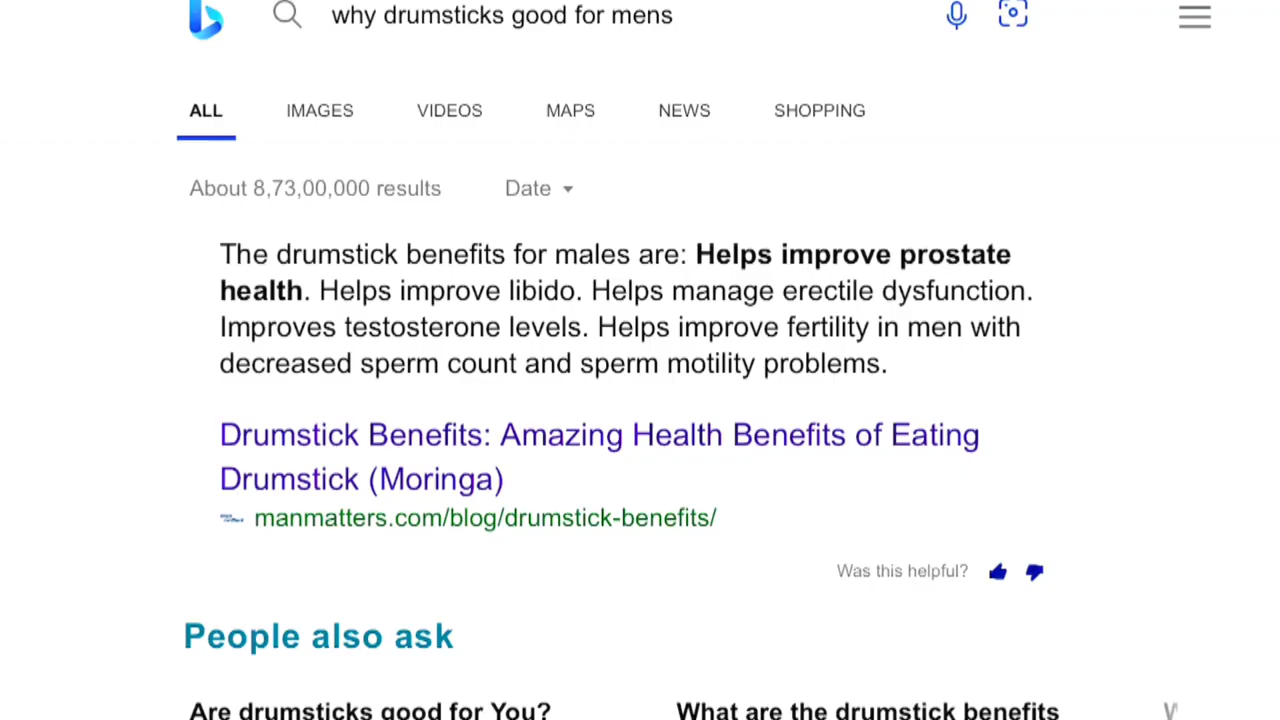 why drumsticks good for mens
ALL IMAGES VIDEOS MAPS NEWS SHOPPING
About 8,73,00,000 results Date
The drumstick benefits for males are: Helps improve prostate
health. Helps improve libido. Helps manage erectile dysfunction.
Improves testosterone levels. Helps improve fertility in men with
decreased sperm count and sperm motility problems.
Drumstick Benefits: Amazing Health Benefits of Eating
Drumstick (Moringa)
manmatters.com/blog/drumstick-benefits/
Was this helpful?
People also ask
Are drumsticks good for You? What are the drumstick benefits